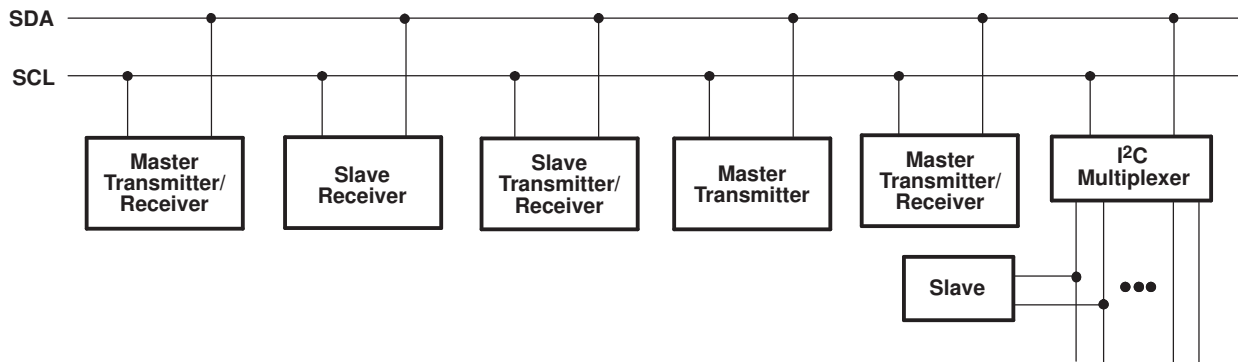 SDA
SCL
Master
Transmitter/
Receiver
Slave
Receiver
Slave
Transmitter/
Receiver
Master
Transmitter
Master
Transmitter/
Receiver
I²C
Multiplexer
Slave